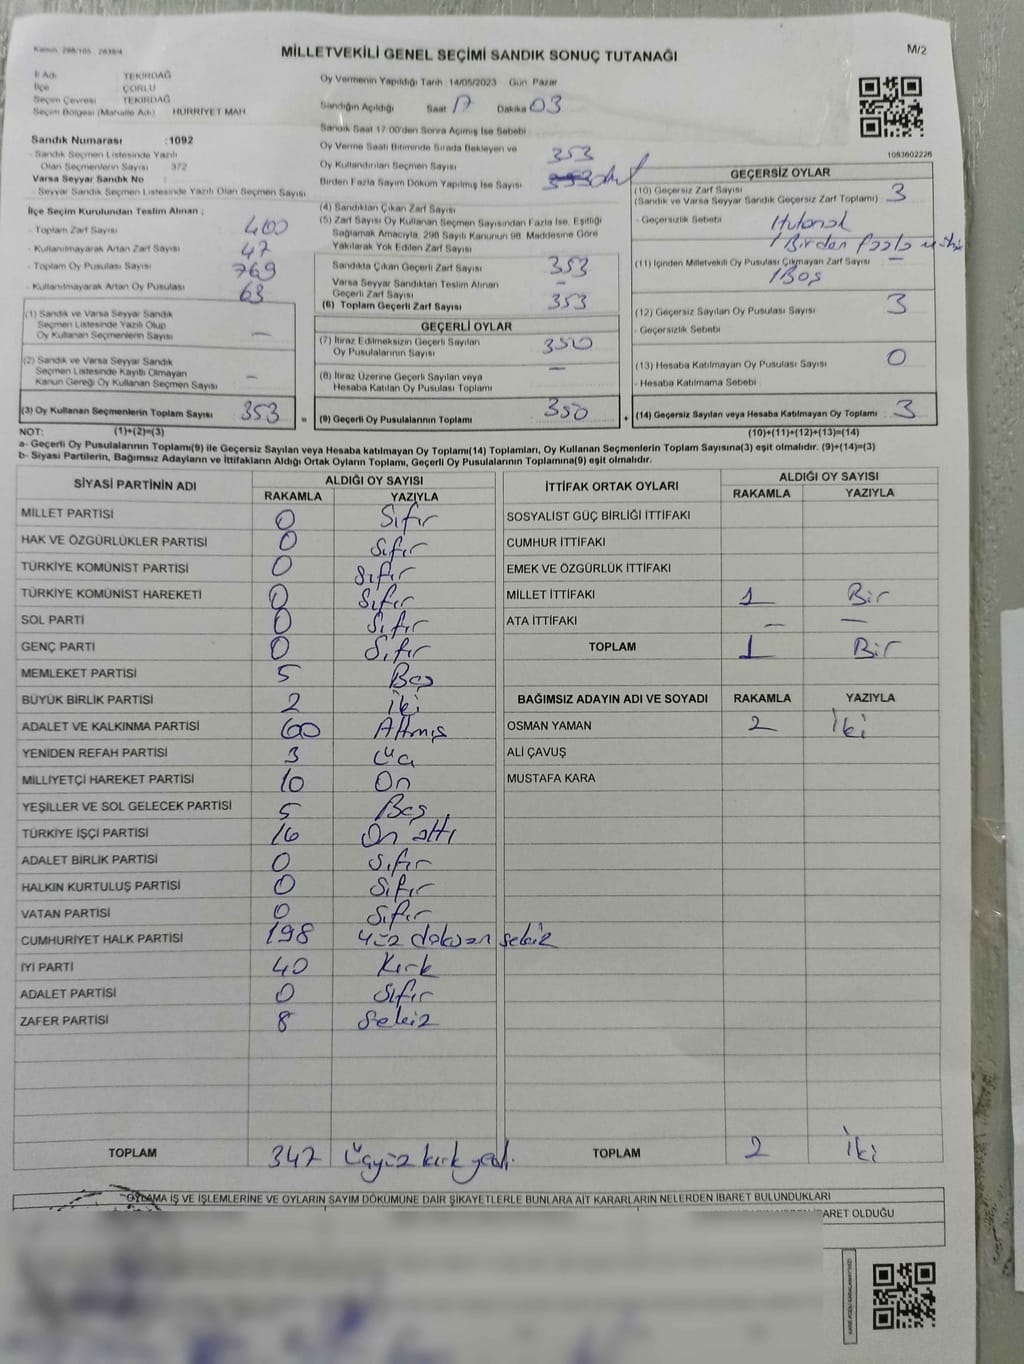 Kanun: 298/105 , 2839/4
MİLLETVEKİLİ GENEL SEÇİMİ SANDIK SONUÇ TUTANAĞI
M/2
İl Adı TEKİRDAĞ
İlçe ÇORLU
Seçim Çevresi TEKİRDAĞ
Seçim Bölgesi (Mahalle Adı) HÜRRİYET MAH
Sandık Numarası :1092
- Sandık Seçmen Listesinde Yazılı
Olan Seçmenlerin Sayısı 372
Varsa Seyyar Sandık No :
- Seyyar Sandık Seçmen Listesinde Yazılı Olan Seçmen Sayısı
Oy Vermenin Yapıldığı Tarih :14/05/2023 Gün Pazar
Sandığın Açıldığı Saat 17 Dakika 03
Sandık Saat 17:00'den Sonra Açılmış İse Sebebi
Oy Verme Saati Bitiminde Sırada Bekleyen ve
Oy Kullandırılan Seçmen Sayısı 353
Birden Fazla Sayım Döküm Yapılmış İse Sayısı 353
1083602226
İlçe Seçim Kurulundan Teslim Alınan ;
- Toplam Zarf Sayısı 400
- Kullanılmayarak Artan Zarf Sayısı 47
- Toplam Oy Pusulası Sayısı 769
- Kullanılmayarak Artan Oy Pusulası 63
(1) Sandık ve Varsa Seyyar Sandık
Seçmen Listesinde Yazılı Olup
Oy Kullanan Seçmenlerin Sayısı —
(2) Sandık ve Varsa Seyyar Sandık
Seçmen Listesinde Kayıtlı Olmayan
Kanun Gereği Oy Kullanan Seçmen Sayısı —
(3) Oy Kullanan Seçmenlerin Toplam Sayısı 353 =
(4) Sandıktan Çıkan Zarf Sayısı
(5) Zarf Sayısı Oy Kullanan Seçmen Sayısından Fazla İse, Eşitliği
Sağlamak Amacıyla, 298 Sayılı Kanunun 98. Maddesine Göre
Yakılarak Yok Edilen Zarf Sayısı
Sandıkta Çıkan Geçerli Zarf Sayısı 353
Varsa Seyyar Sandıktan Teslim Alınan
Geçerli Zarf Sayısı —
(6) Toplam Geçerli Zarf Sayısı 353
GEÇERLİ OYLAR
(7) İtiraz Edilmeksizin Geçerli Sayılan
Oy Pusulalarının Sayısı 350
(8) İtiraz Üzerine Geçerli Sayılan veya
Hesaba Katılan Oy Pusulası Toplamı —
(9) Geçerli Oy Pusulalarının Toplamı 350 +
GEÇERSİZ OYLAR
(10) Geçersiz Zarf Sayısı 3
(Sandık ve Varsa Seyyar Sandık Geçersiz Zarf Toplamı)
- Geçersizlik Sebebi
1 Birden fazla
(11) İçinden Milletvekili Oy Pusulası Çıkmayan Zarf Sayısı —
1 Boş
(12) Geçersiz Sayılan Oy Pusulası Sayısı 3
- Geçersizlik Sebebi
(13) Hesaba Katılmayan Oy Pusulası Sayısı 0
- Hesaba Katılmama Sebebi
(14) Geçersiz Sayılan veya Hesaba Katılmayan Oy Toplamı 3
NOT: (1)+(2)=(3) (10)+(11)+(12)+(13)=(14)
a- Geçerli Oy Pusulalarının Toplamı(9) ile Geçersiz Sayılan veya Hesaba katılmayan Oy Toplamı(14) Toplamları, Oy Kullanan Seçmenlerin Toplam Sayısına(3) eşit olmalıdır. (9)+(14)=(3)
b- Siyasi Partilerin, Bağımsız Adayların ve İttifakların Aldığı Ortak Oyların Toplamı, Geçerli Oy Pusulalarının Toplamına(9) eşit olmalıdır.
SİYASİ PARTİNİN ADI ALDIĞI OY SAYISI
RAKAMLA YAZIYLA
MİLLET PARTİSİ 0 Sıfır
HAK VE ÖZGÜRLÜKLER PARTİSİ 0 Sıfır
TÜRKİYE KOMÜNİST PARTİSİ 0 Sıfır
TÜRKİYE KOMÜNİST HAREKETİ 0 Sıfır
SOL PARTİ 0 Sıfır
GENÇ PARTİ 0 Sıfır
MEMLEKET PARTİSİ 5 Beş
BÜYÜK BİRLİK PARTİSİ 2 İki
ADALET VE KALKINMA PARTİSİ 60 Altmış
YENİDEN REFAH PARTİSİ 3 Üç
MİLLİYETÇİ HAREKET PARTİSİ 10 On
YEŞİLLER VE SOL GELECEK PARTİSİ 5 Beş
TÜRKİYE İŞÇİ PARTİSİ 16 On altı
ADALET BİRLİK PARTİSİ 0 Sıfır
HALKIN KURTULUŞ PARTİSİ 0 Sıfır
VATAN PARTİSİ 0 Sıfır
CUMHURİYET HALK PARTİSİ 198 Yüz doksan sekiz
İYİ PARTİ 40 Kırk
ADALET PARTİSİ 0 Sıfır
ZAFER PARTİSİ 8 Sekiz
TOPLAM 347 Üçyüz kırk yedi
İTTİFAK ORTAK OYLARI ALDIĞI OY SAYISI
RAKAMLA YAZIYLA
SOSYALİST GÜÇ BİRLİĞİ İTTİFAKI
CUMHUR İTTİFAKI
EMEK VE ÖZGÜRLÜK İTTİFAKI
MİLLET İTTİFAKI 1 Bir
ATA İTTİFAKI — —
TOPLAM 1 Bir
BAĞIMSIZ ADAYIN ADI VE SOYADI RAKAMLA YAZIYLA
OSMAN YAMAN 2 İki
ALİ ÇAVUŞ
MUSTAFA KARA
TOPLAM 2 İki
OYLAMA İŞ VE İŞLEMLERİNE VE OYLARIN SAYIM DÖKÜMÜNE DAİR ŞİKAYETLERLE BUNLARA AİT KARARLARIN NELERDEN İBARET BULUNDUKLARI
İBARET OLDUĞU